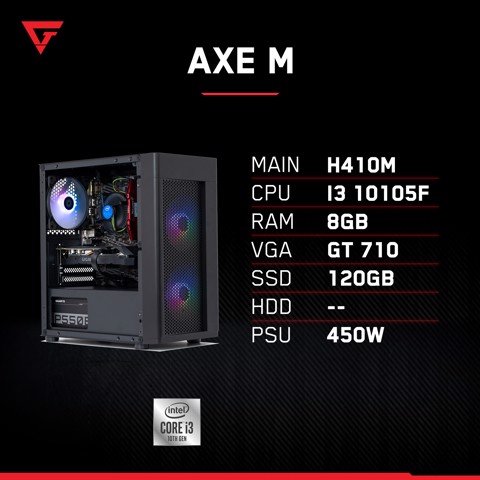 AXE M
MAIN H410M
CPU I3 10105F
RAM 8GB
VGA GT 710
SSD 120GB
HDD --
PSU 450W
P550B
intel
CORE i3
10TH GEN